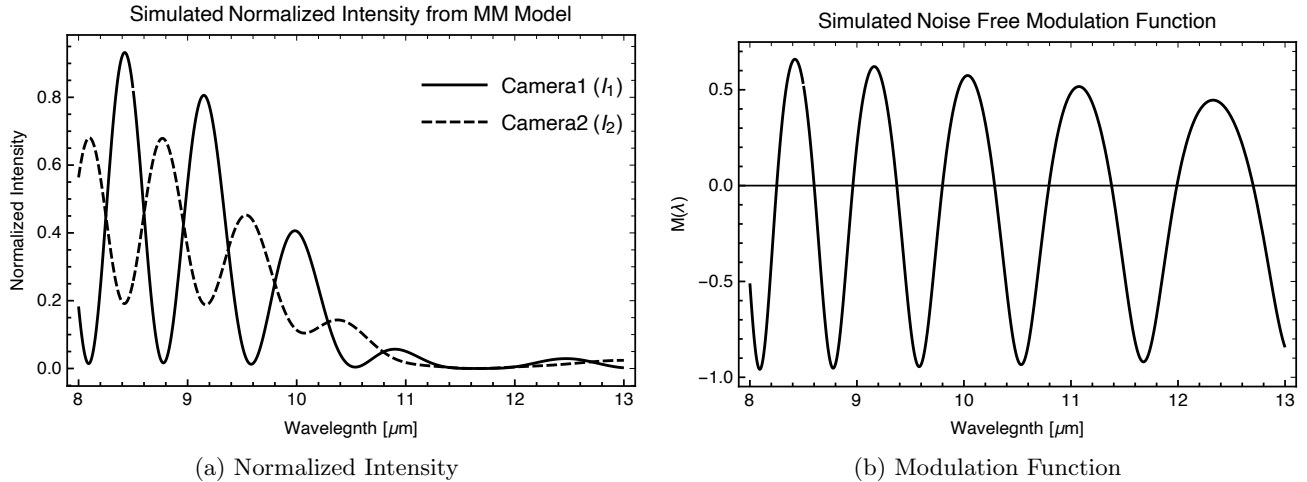 Simulated Normalized Intensity from MM Model
Normalized Intensity
0.8
0.6
0.4
0.2
0.0
Camera1 (I₁)
Camera2 (I₂)
8 9 10 11 12 13
Wavelegnth [μm]
(a) Normalized Intensity
Simulated Noise Free Modulation Function
M(λ)
0.5
0.0
−0.5
−1.0
8 9 10 11 12 13
Wavelegnth [μm]
(b) Modulation Function